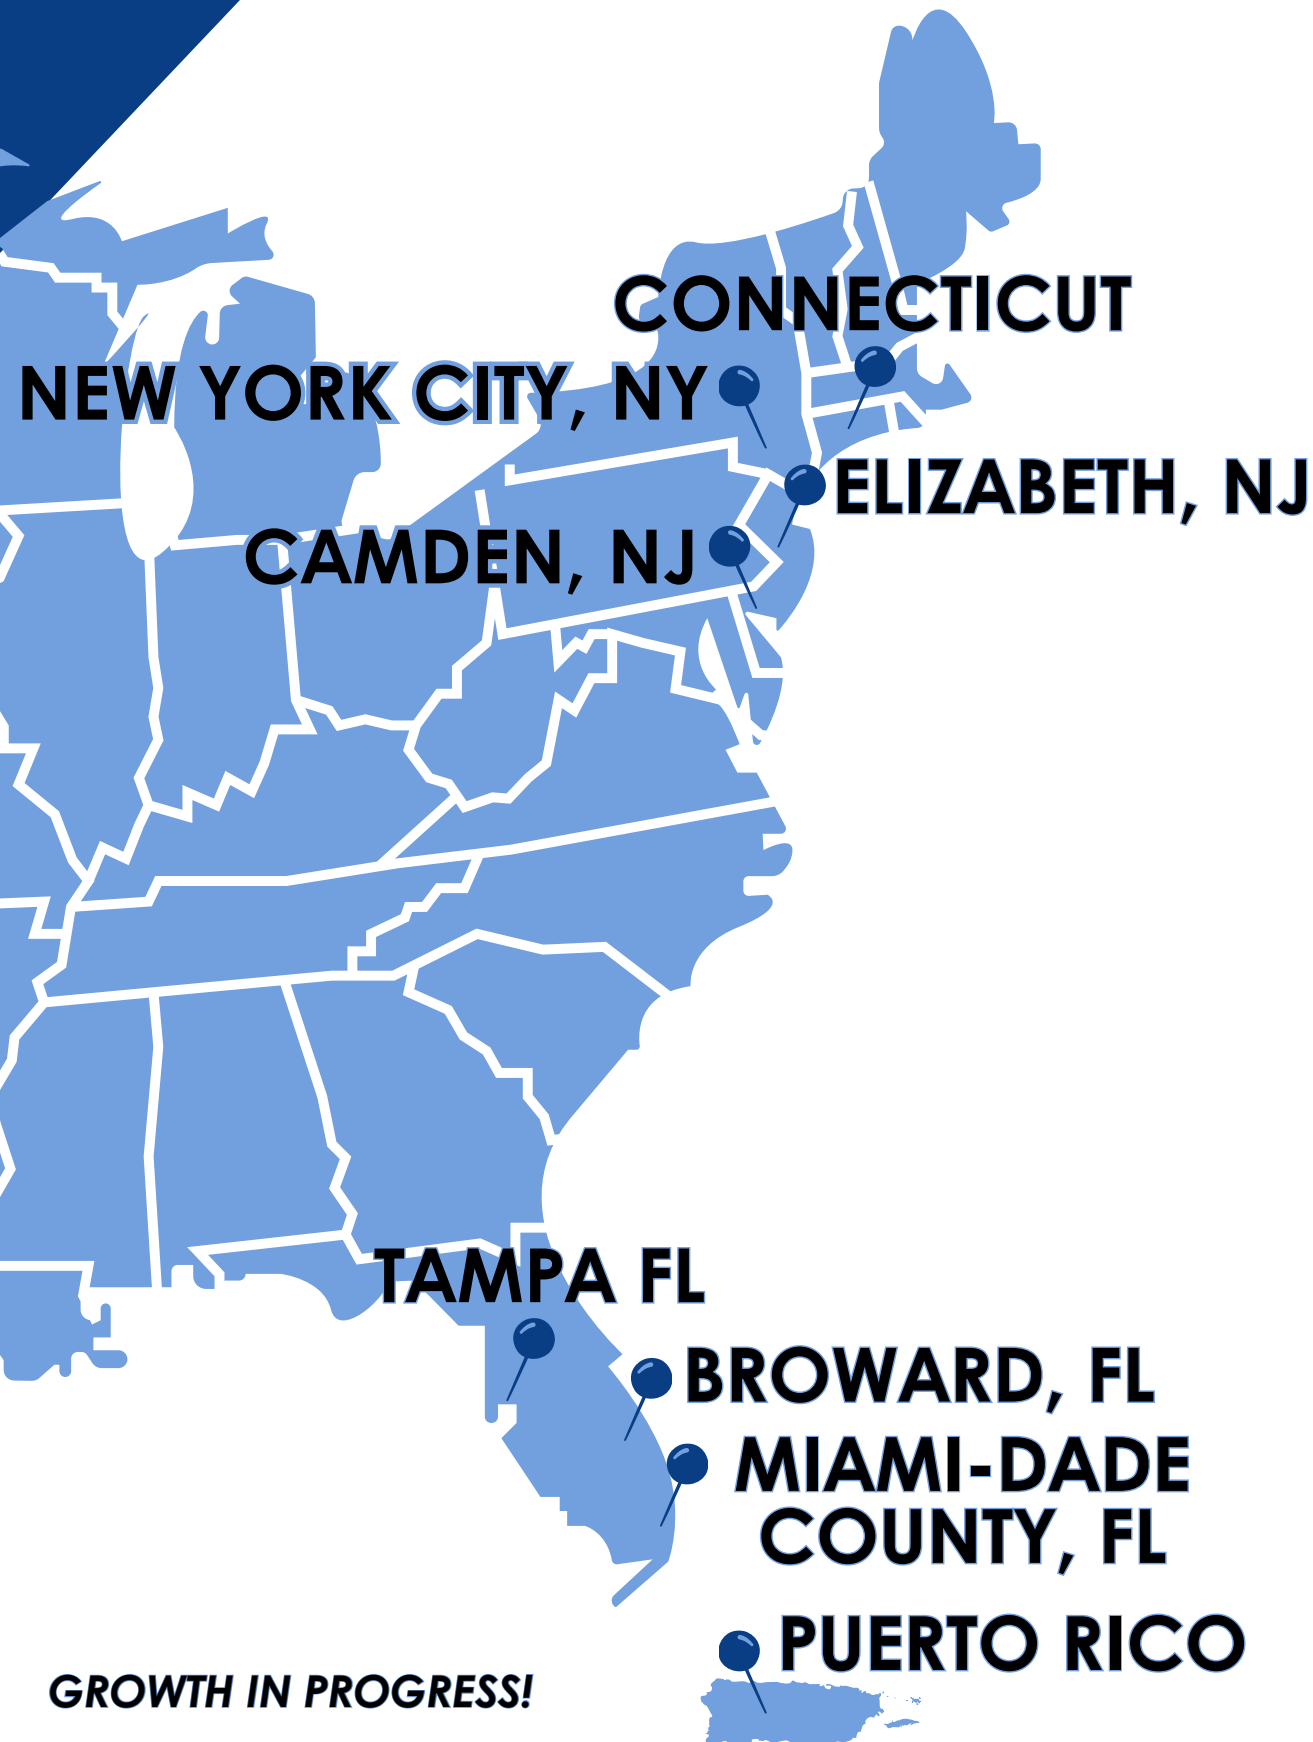 CONNECTICUT
NEW YORK CITY, NY
ELIZABETH, NJ
CAMDEN, NJ
TAMPA FL
BROWARD, FL
MIAMI-DADE
COUNTY, FL
PUERTO RICO
GROWTH IN PROGRESS!